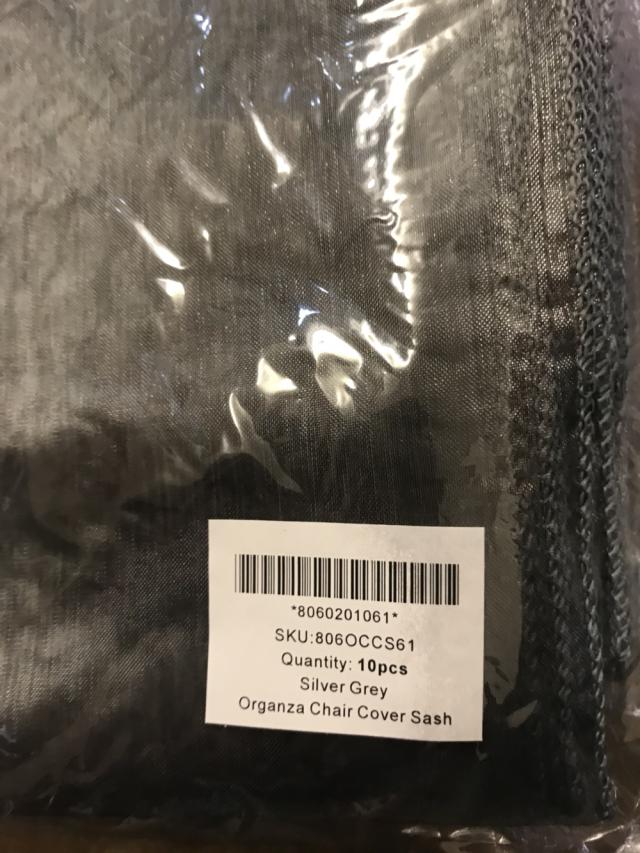 *8060201061*
SKU:806OCCS61
Quantity: 10pcs
Silver Grey
Organza Chair Cover Sash